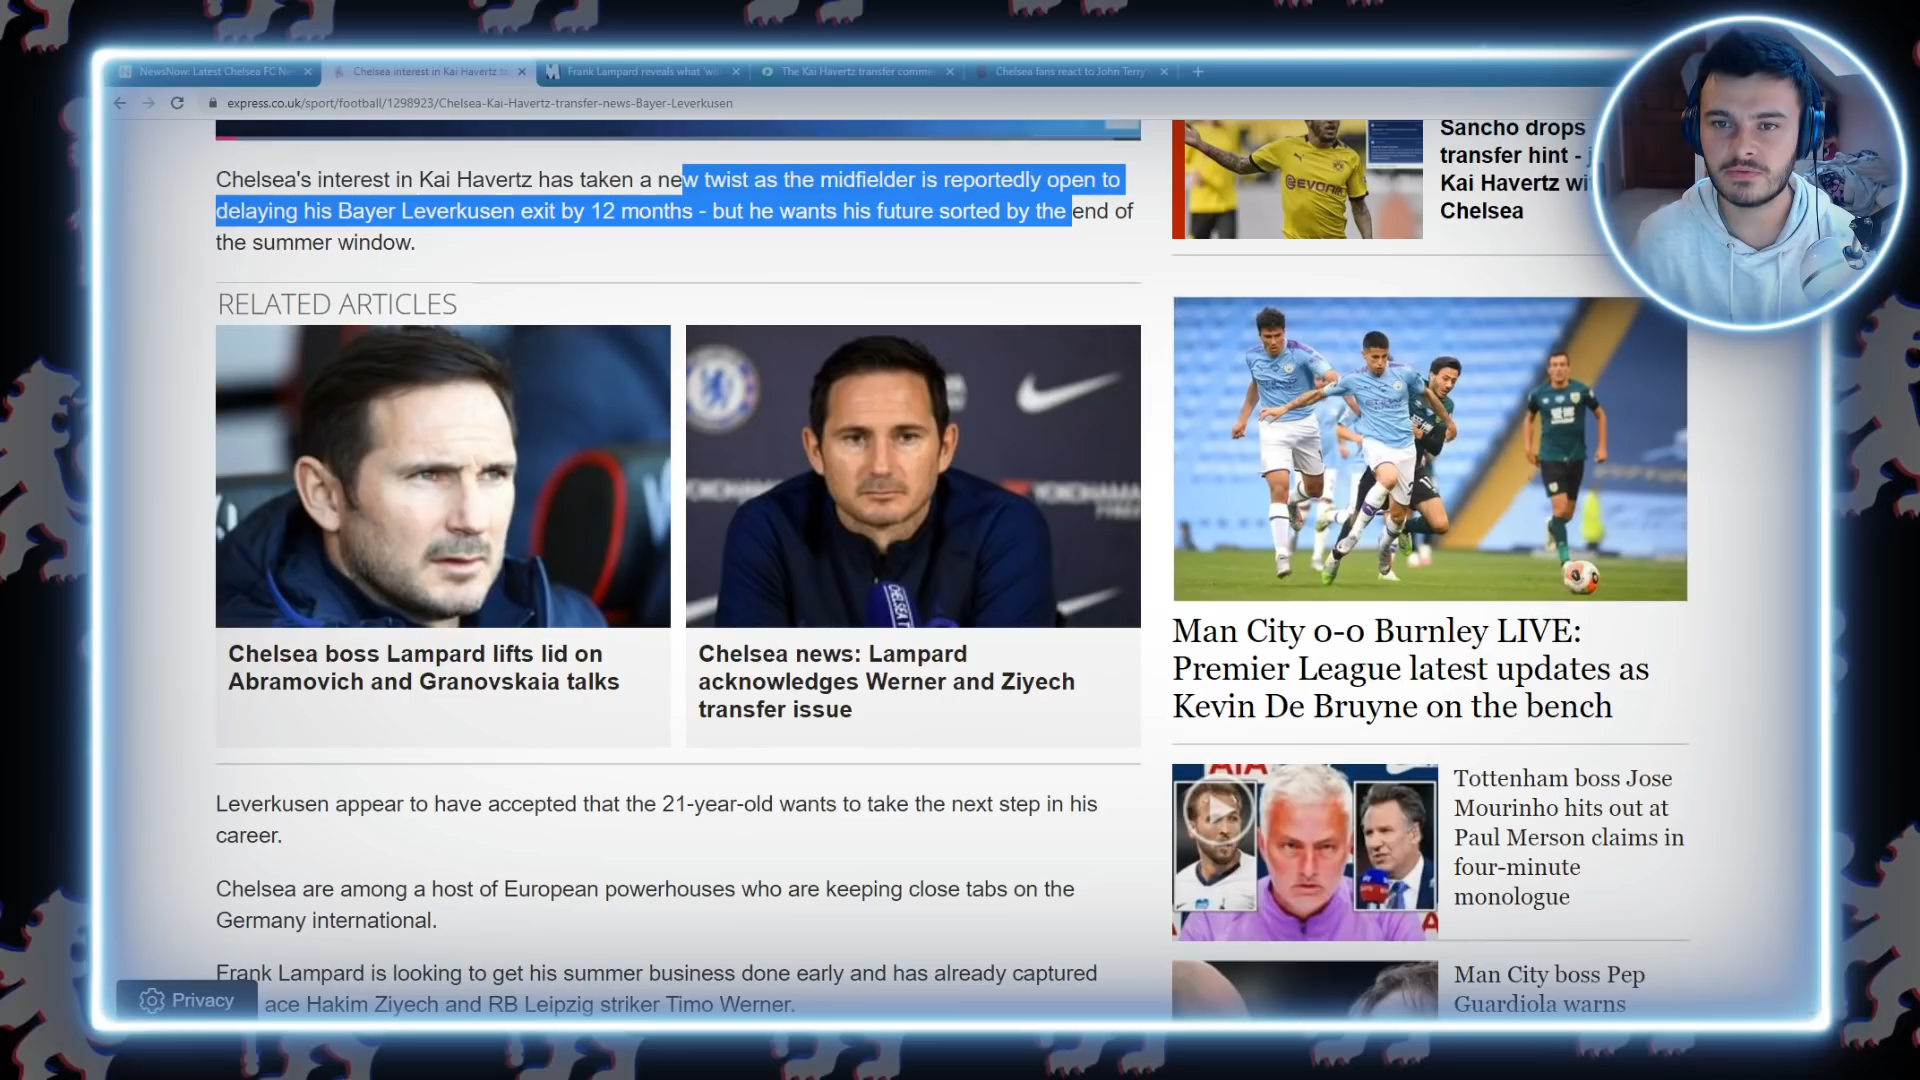 NewsNow: Latest Chelsea FC Ne
Chelsea interest in Kai Havertz ta
Frank Lampard reveals what 'wo
The Kai Havertz transfer comme
Chelsea fans react to John Terry
express.co.uk/sport/football/1298923/Chelsea-Kai-Havertz-transfer-news-Bayer-Leverkusen
Chelsea's interest in Kai Havertz has taken a new twist as the midfielder is reportedly open to
delaying his Bayer Leverkusen exit by 12 months - but he wants his future sorted by the end of
the summer window.
RELATED ARTICLES
Chelsea boss Lampard lifts lid on
Abramovich and Granovskaia talks
YOKOHAMA
Chelsea news: Lampard
acknowledges Werner and Ziyech
transfer issue
Leverkusen appear to have accepted that the 21-year-old wants to take the next step in his
career.
Chelsea are among a host of European powerhouses who are keeping close tabs on the
Germany international.
Frank Lampard is looking to get his summer business done early and has already captured
ace Hakim Ziyech and RB Leipzig striker Timo Werner.
Privacy
EVONIK
Sancho drops
transfer hint -
Kai Havertz wi
Chelsea
Man City 0-0 Burnley LIVE:
Premier League latest updates as
Kevin De Bruyne on the bench
AIA
Tottenham boss Jose
Mourinho hits out at
Paul Merson claims in
four-minute
monologue
Man City boss Pep
Guardiola warns